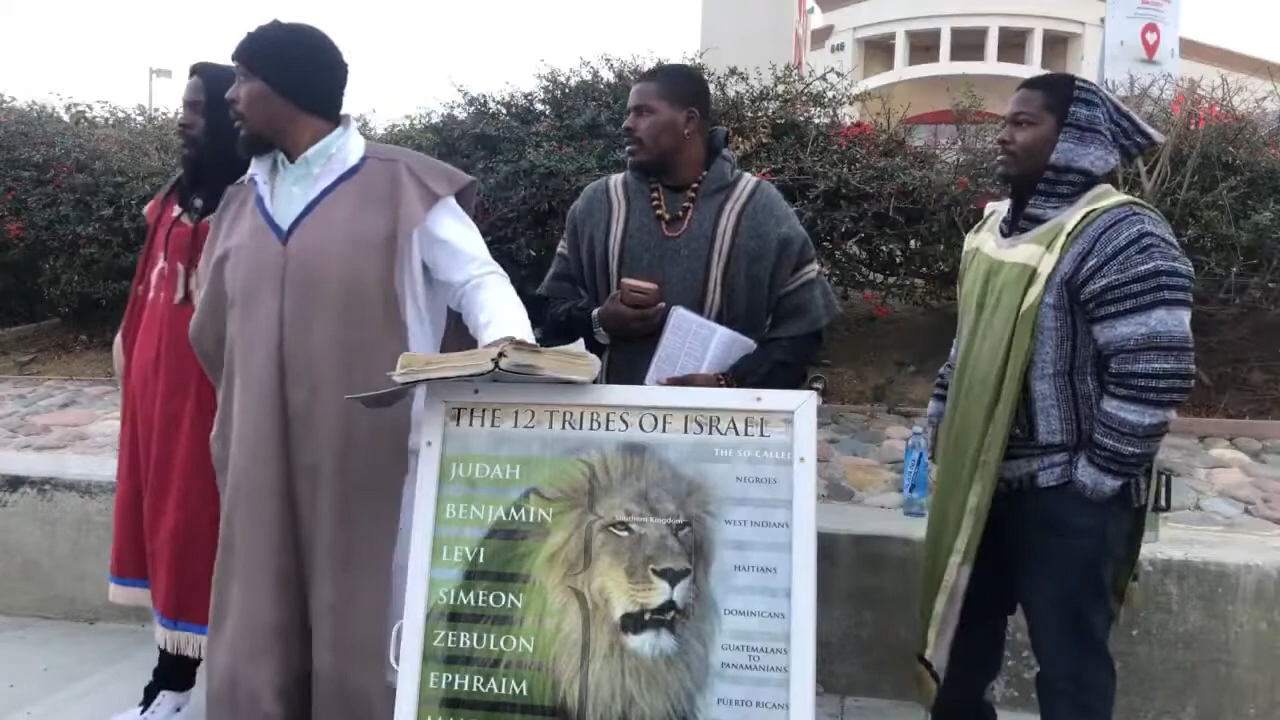 846
THE 12 TRIBES OF ISRAEL
THE SO-CALLED
JUDAH
NEGROES
BENJAMIN
Southern Kingdom
WEST INDIANS
LEVI
HAITIANS
SIMEON
DOMINICANS
ZEBULON
GUATEMALANS
TO
PANAMANIANS
EPHRAIM
PUERTO RICANS